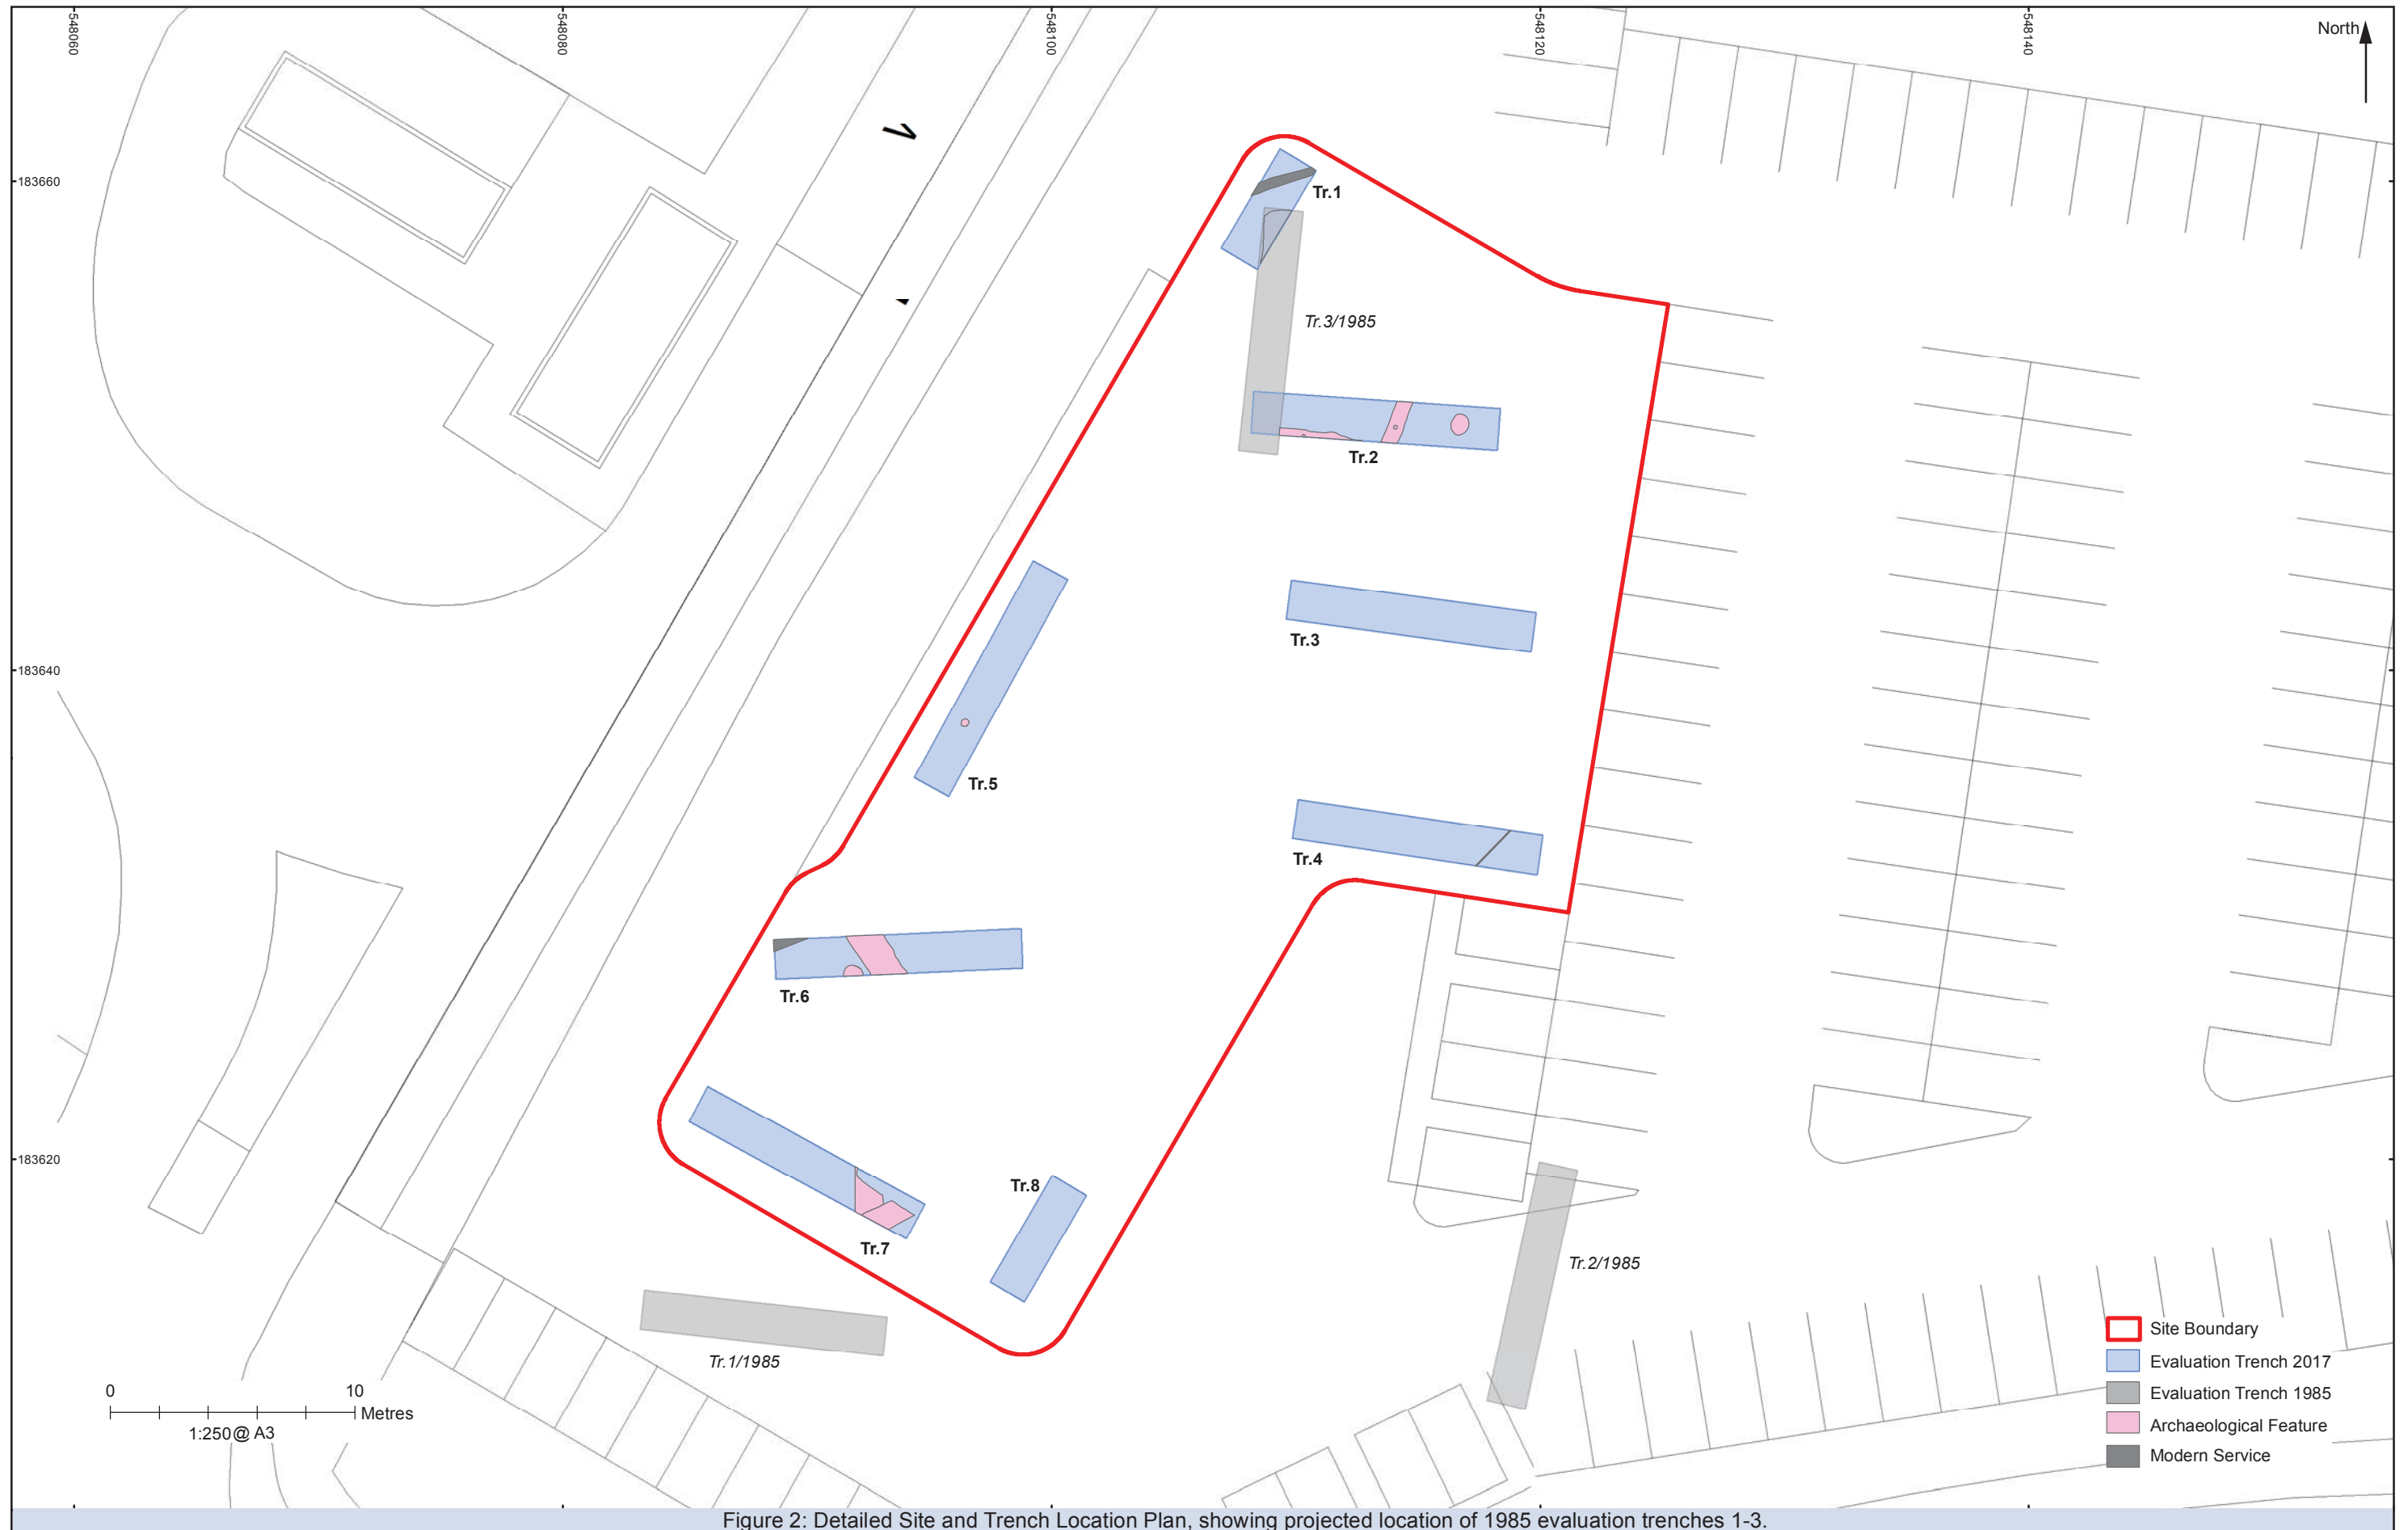 548060
548080
548100
548120
548140
North
183660
Tr.1
Tr.3/1985
Tr.2
183640
Tr.3
Tr.5
Tr.4
Tr.6
183620
Tr.8
Tr.7
Tr.2/1985
Tr.1/1985
Site Boundary
Evaluation Trench 2017
Evaluation Trench 1985
Archaeological Feature
Modern Service
0 10
Metres
1:250@ A3
Figure 2: Detailed Site and Trench Location Plan, showing projected location of 1985 evaluation trenches 1-3.